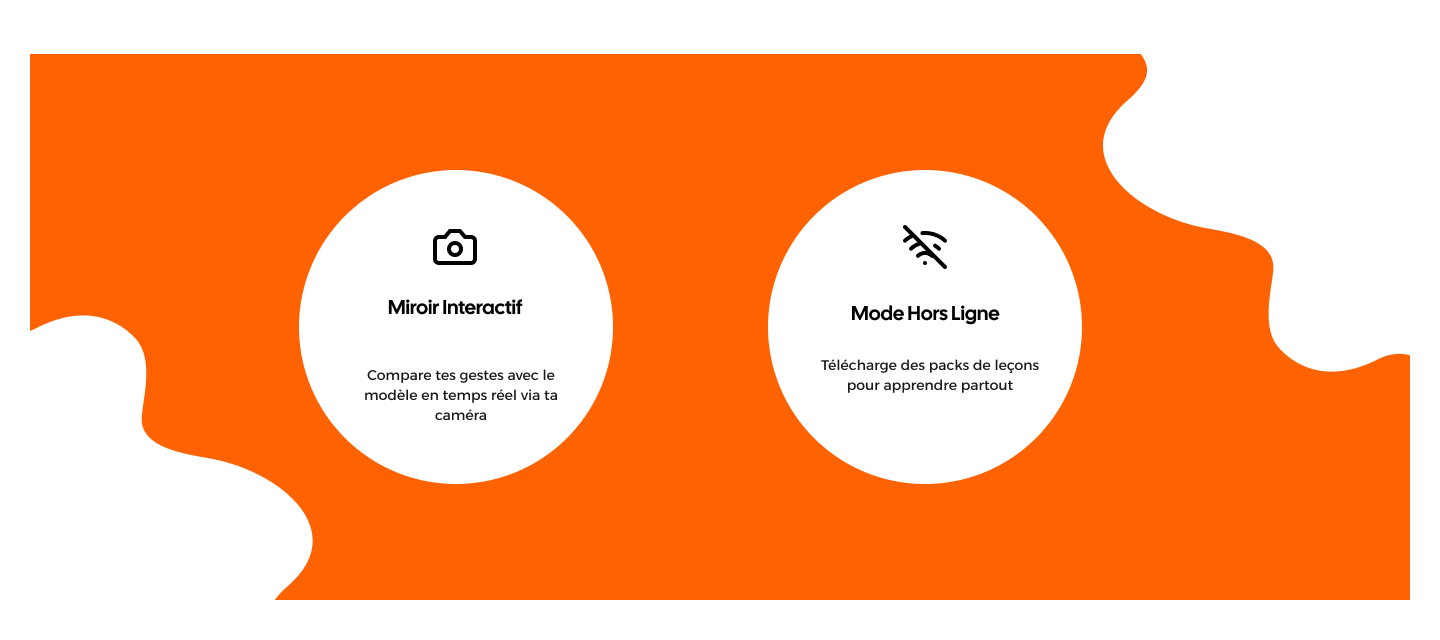 Miroir Interactif
Compare tes gestes avec le
modèle en temps réel via ta
caméra
Mode Hors Ligne
Télécharge des packs de leçons
pour apprendre partout